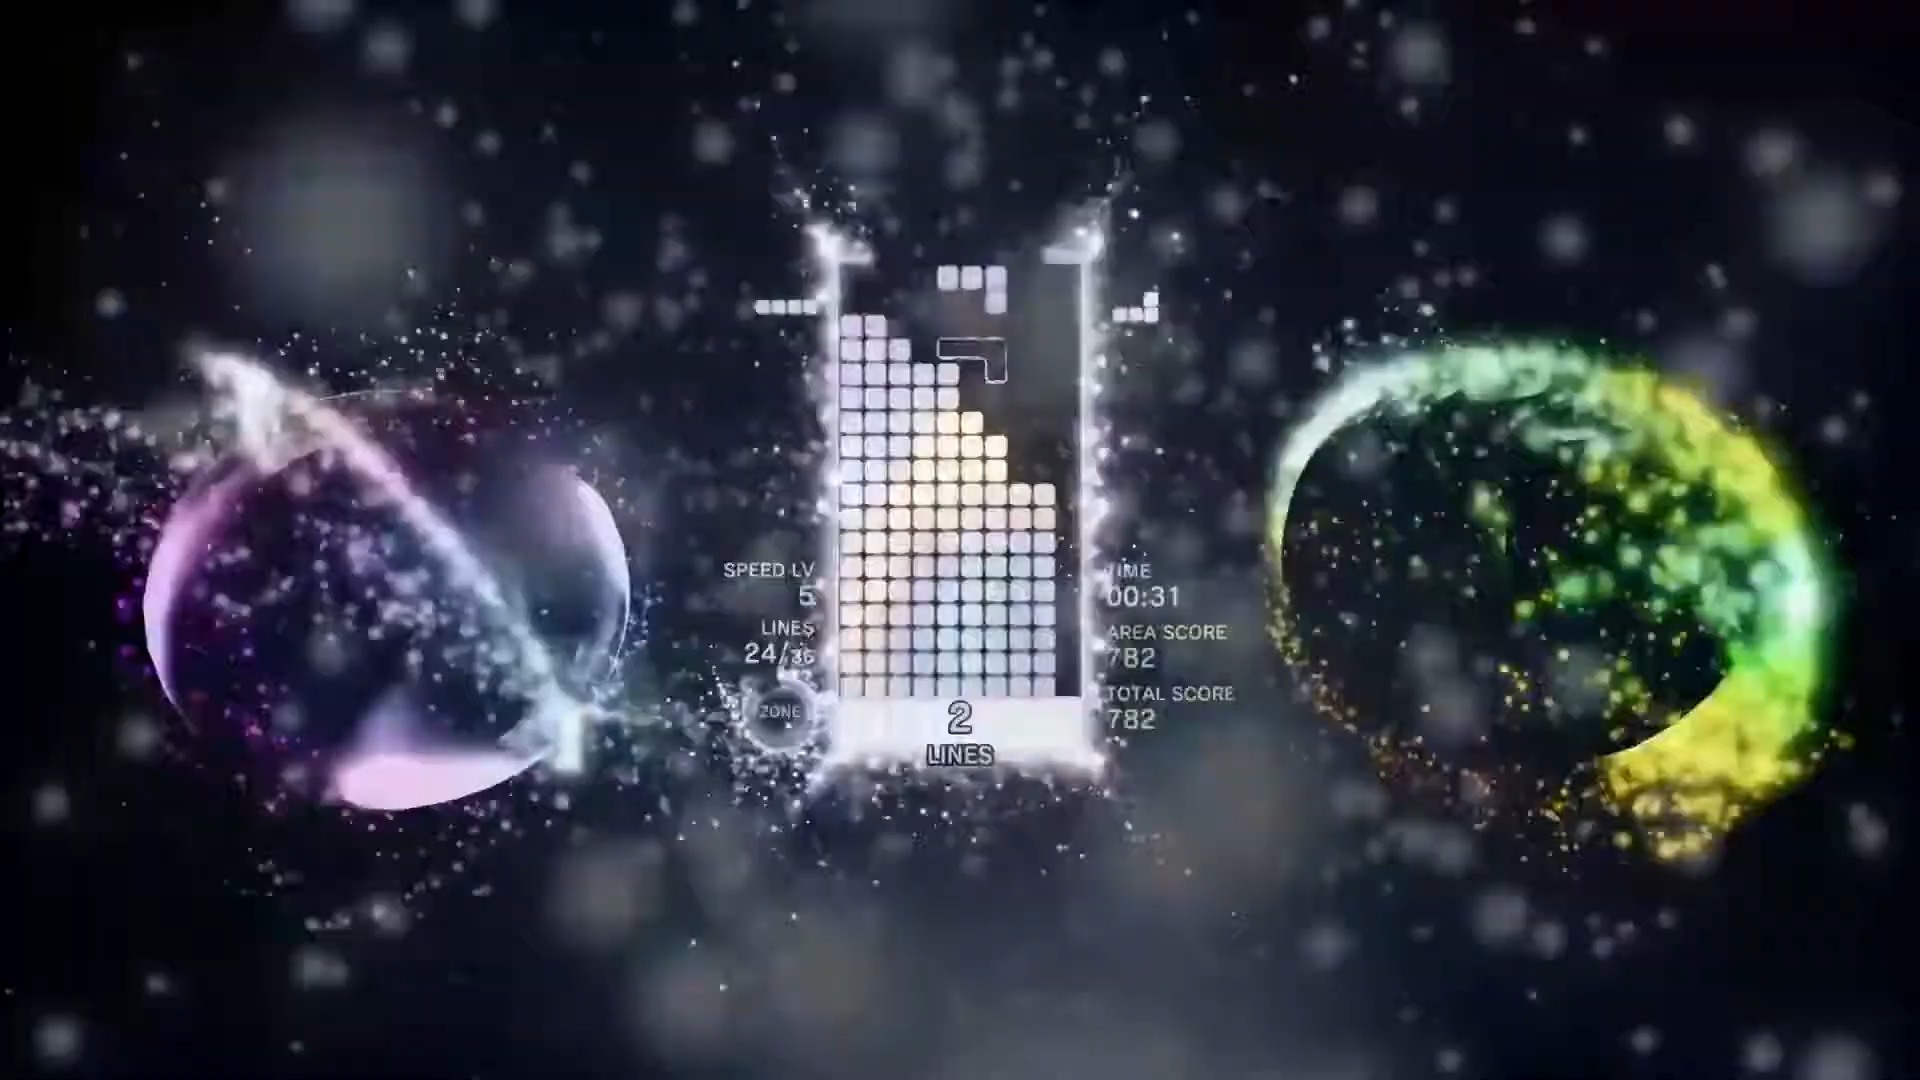 SPEED LV
5
LINES
24/36
ZONE
2
LINES
TIME
00:31
AREA SCORE
782
TOTAL SCORE
782